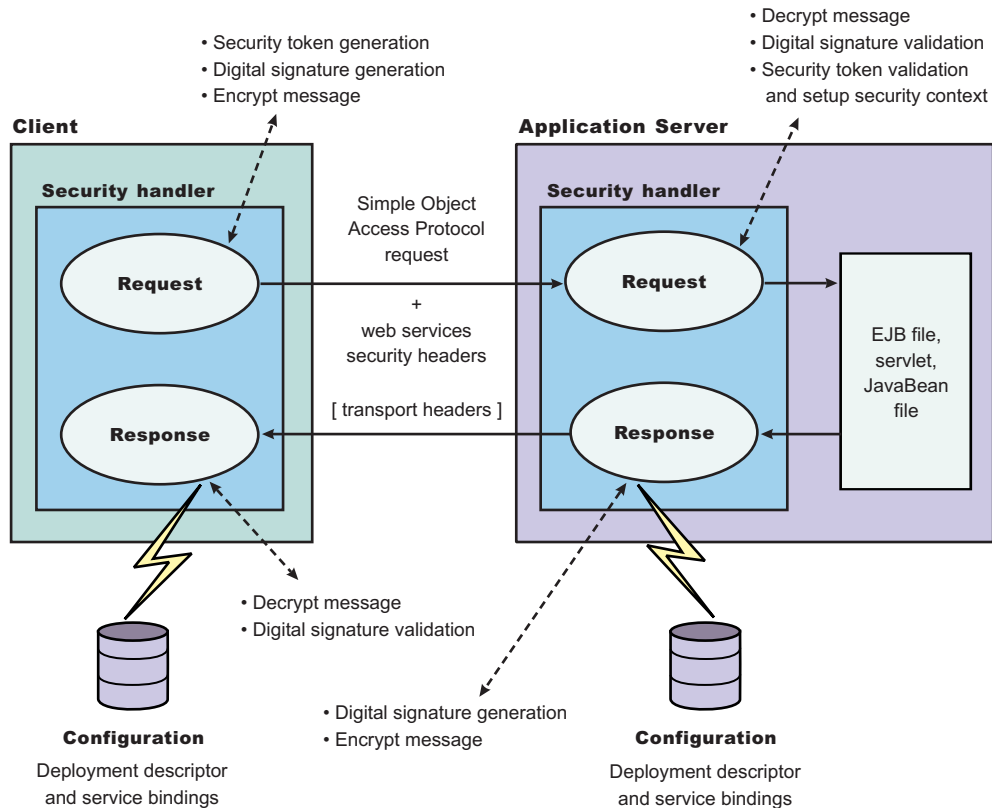 • Security token generation
• Digital signature generation
• Encrypt message
• Decrypt message
• Digital signature validation
• Security token validation
and setup security context
Client
Application Server
Security handler
Security handler
Simple Object
Access Protocol
request
Request
Request
+
web services
security headers
EJB file,
servlet,
JavaBean
file
[ transport headers ]
Response
Response
• Decrypt message
• Digital signature validation
• Digital signature generation
• Encrypt message
Configuration
Deployment descriptor
and service bindings
Configuration
Deployment descriptor
and service bindings